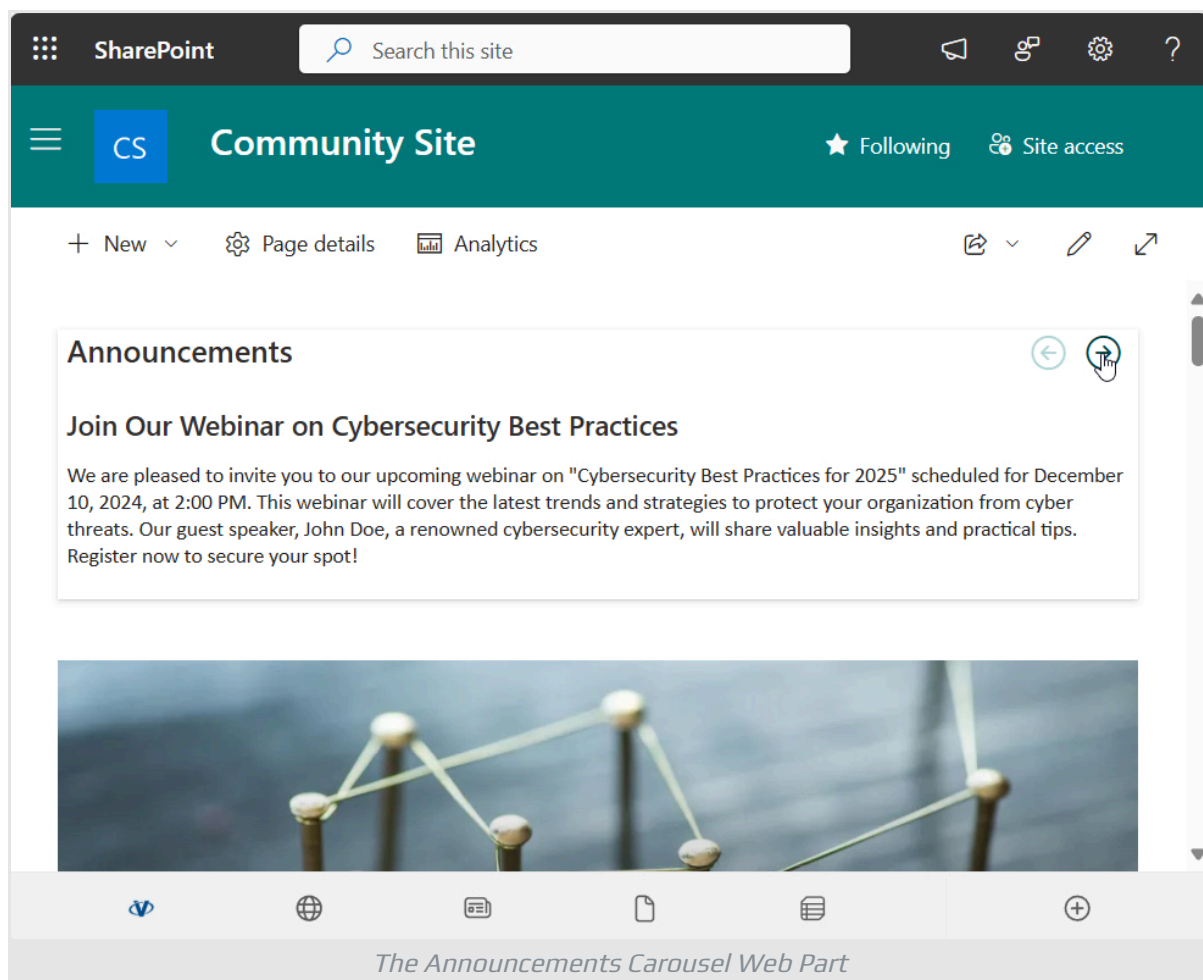 SharePoint
Search this site
?
CS
Community Site
Following
Site access
New
Page details
Analytics
Announcements
Join Our Webinar on Cybersecurity Best Practices
We are pleased to invite you to our upcoming webinar on "Cybersecurity Best Practices for 2025" scheduled for December
10, 2024, at 2:00 PM. This webinar will cover the latest trends and strategies to protect your organization from cyber
threats. Our guest speaker, John Doe, a renowned cybersecurity expert, will share valuable insights and practical tips.
Register now to secure your spot!
The Announcements Carousel Web Part